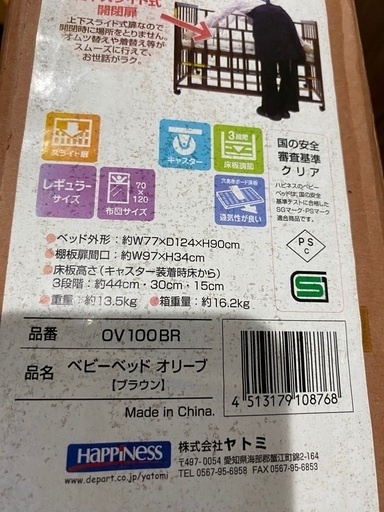 開閉扉
上下スライド式扉なので
開閉時に場所をとりません。
オムツ替えや着替え等が
スムーズに行えて、
お世話がラク。
スライド扉
キャスター
3段階
床板調節
レギュラー
サイズ
70
×
120
布団サイズ
通気性が良い
国の安全
審査基準
クリア
ハピネスのベビー
ベッドは、国の安全
基準テストに合格した
SGマーク・PSマーク
適合商品です。
PS
C
●ベッド外形：約W77×D124×H90cm
●棚板扉間口：約W97×H34cm
●床板高さ（キャスター装着時床から）
3段階：約44cm・30cm・15cm
●重量：約13.5kg ●箱重量：約16.2kg
品番 OV100BR
品名 ベビーベッド オリーブ
【ブラウン】
Made in China.
4 513179 108768
HAPPINESS
www.depart.co.jp/yatomi
株式会社ヤトミ
〒497-0054 愛知県海部郡蟹江町錦2-164
TEL 0567-95-6958 FAX 0567-95-6853